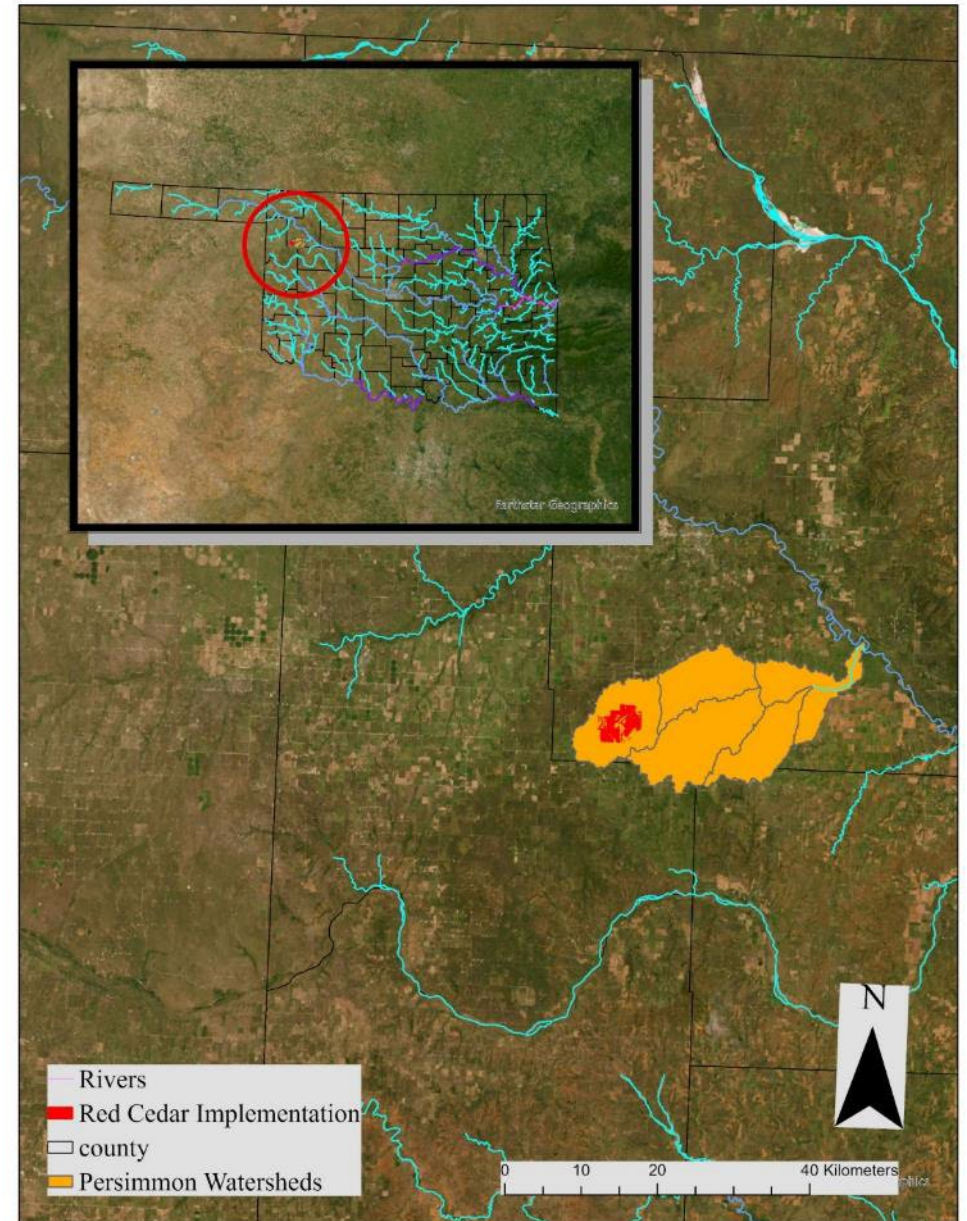 Earthstar Geographics
N
Rivers
Red Cedar Implementation
county
Persimmon Watersheds
0 10 20 40 Kilometers